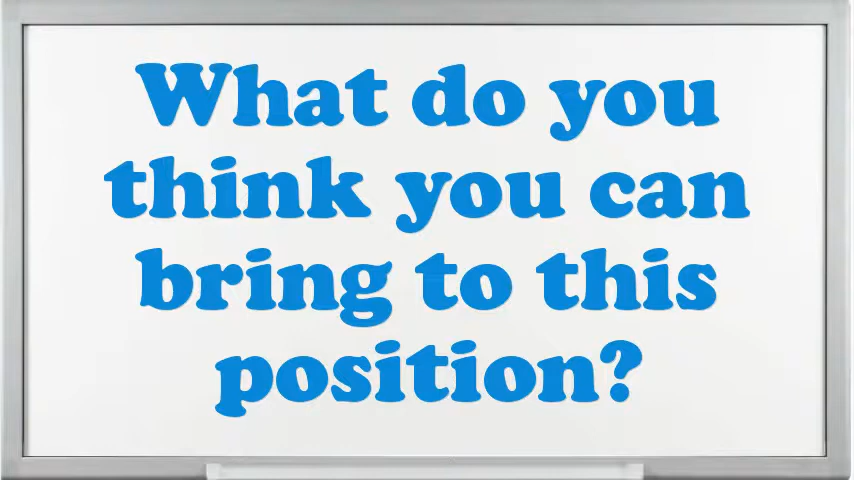 What do you
think you can
bring to this
position?